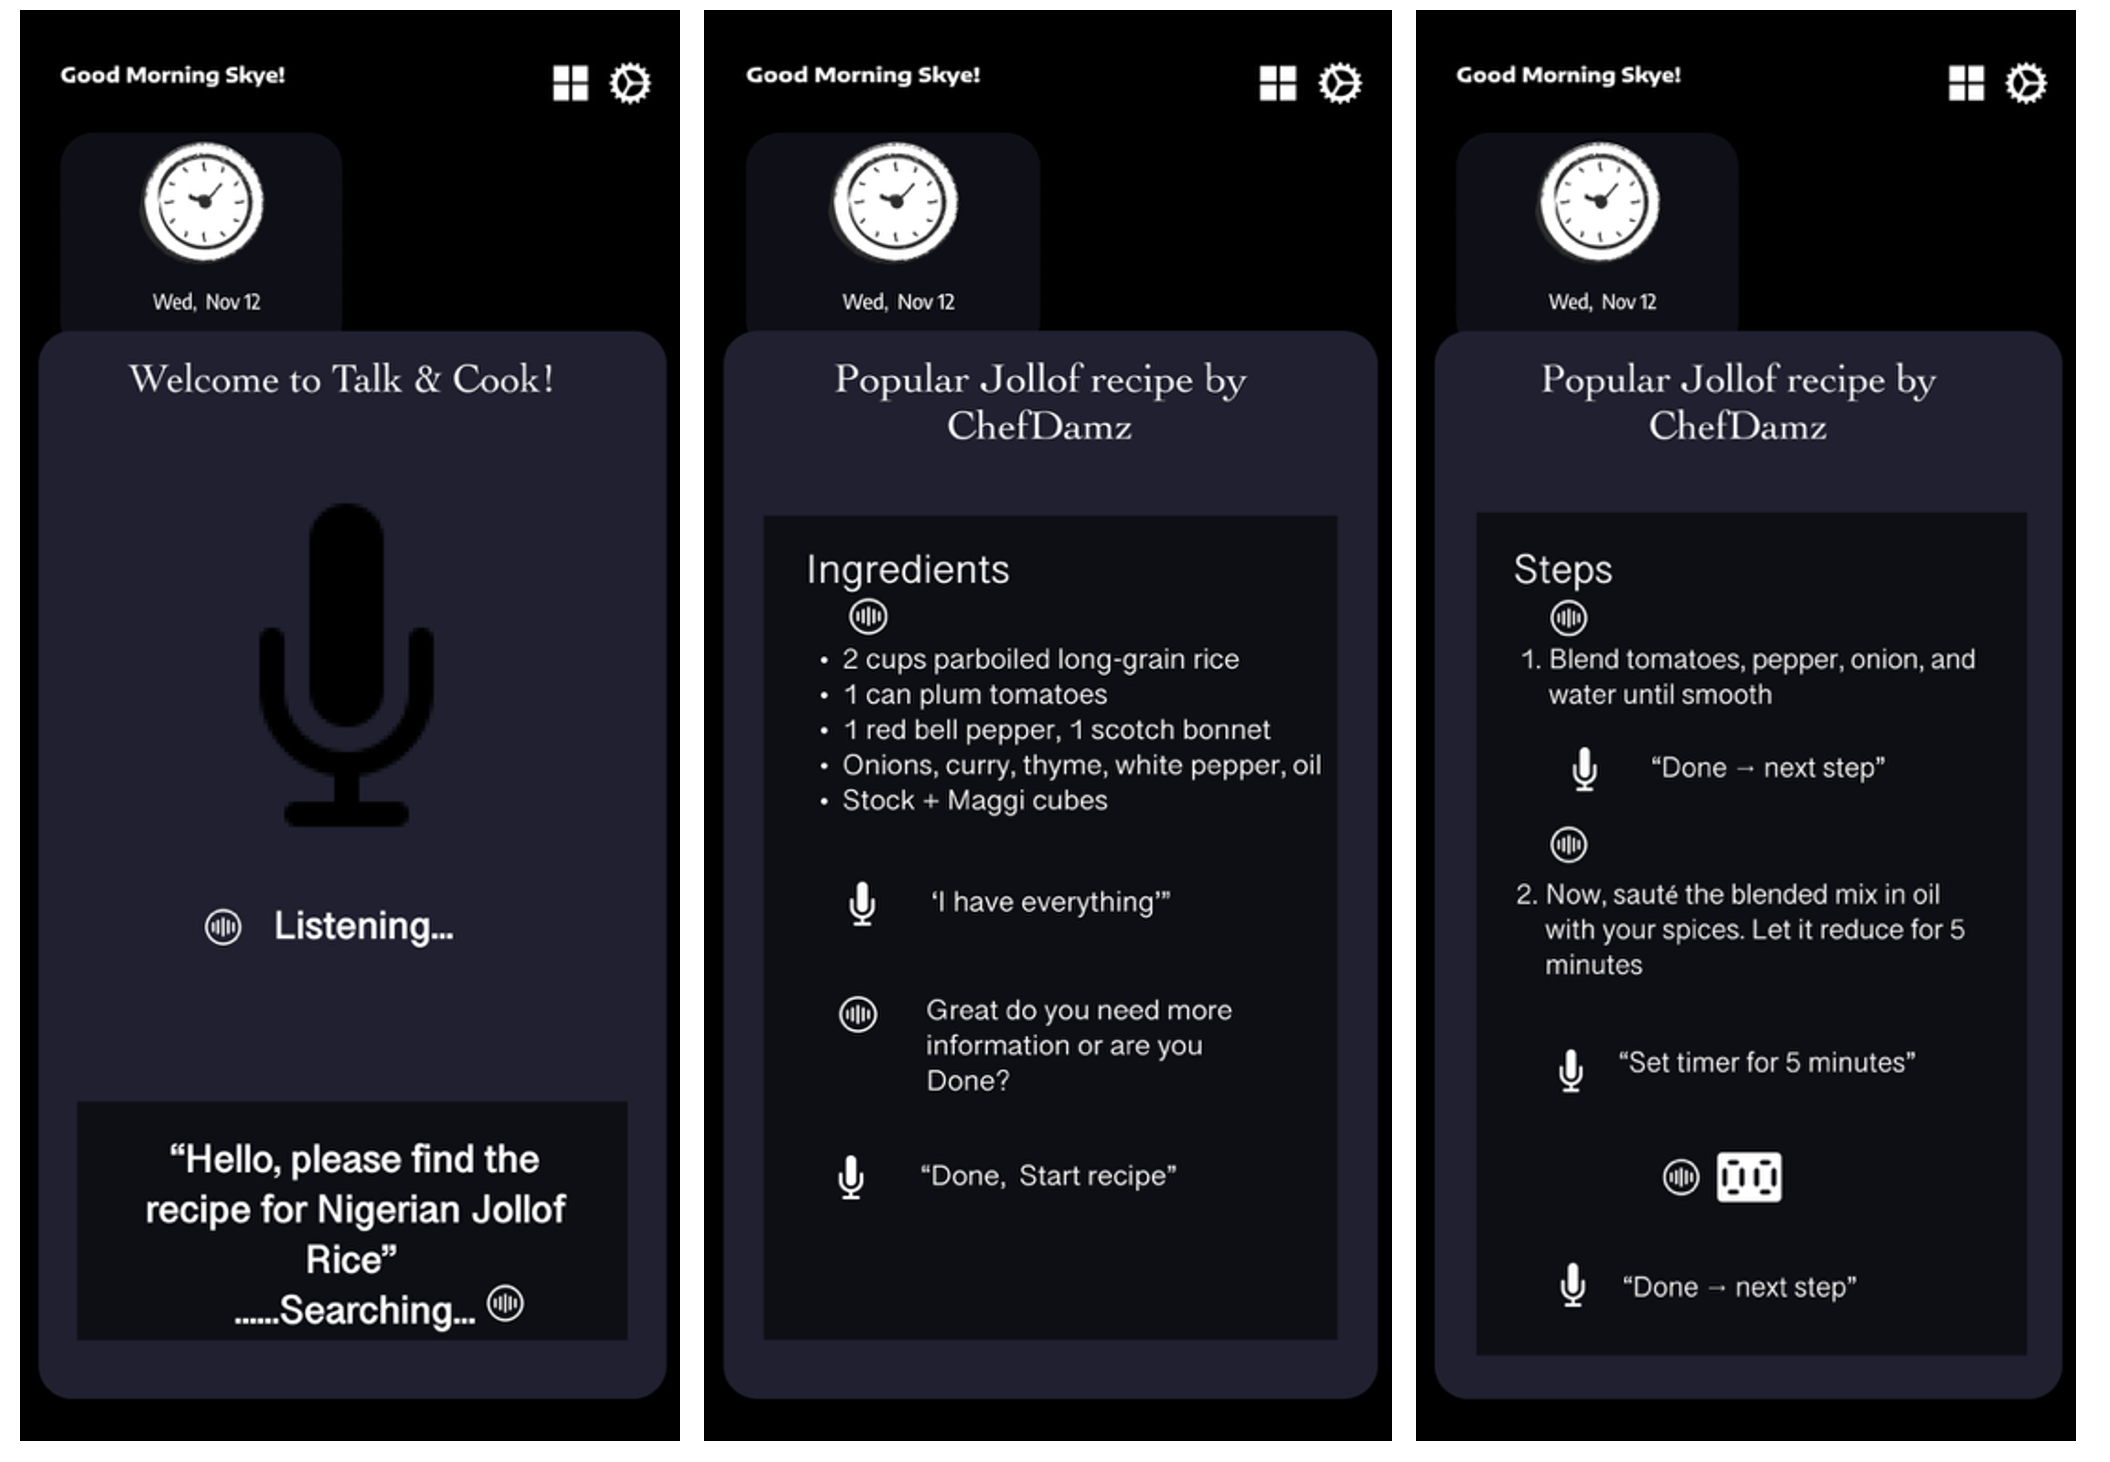 Good Morning Skye!
Wed, Nov 12
Welcome to Talk & Cook!
Listening...
“Hello, please find the
recipe for Nigerian Jollof
Rice”
......Searching...
Good Morning Skye!
Wed, Nov 12
Popular Jollof recipe by
ChefDamz
Ingredients
• 2 cups parboiled long-grain rice
• 1 can plum tomatoes
• 1 red bell pepper, 1 scotch bonnet
• Onions, curry, thyme, white pepper, oil
• Stock + Maggi cubes
‘I have everything’”
Great do you need more
information or are you
Done?
“Done, Start recipe”
Good Morning Skye!
Wed, Nov 12
Popular Jollof recipe by
ChefDamz
Steps
1. Blend tomatoes, pepper, onion, and
water until smooth
“Done → next step”
2. Now, sauté the blended mix in oil
with your spices. Let it reduce for 5
minutes
“Set timer for 5 minutes”
00
“Done → next step”